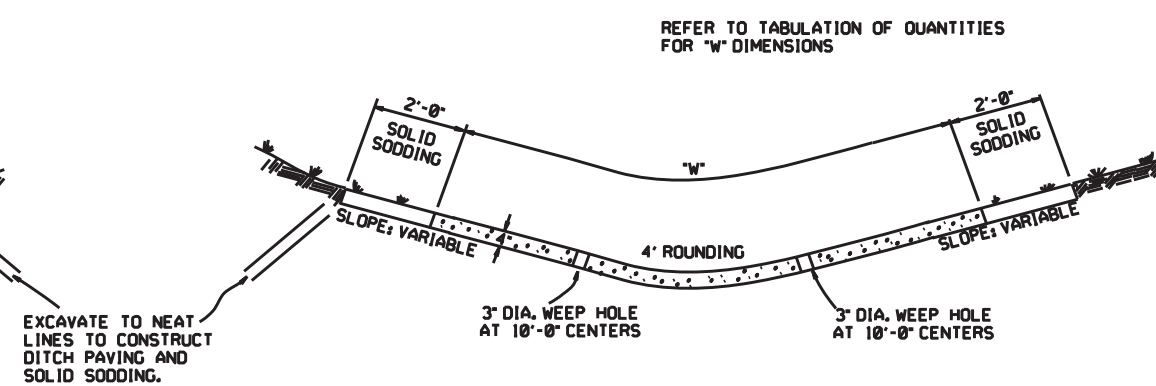 REFER TO TABULATION OF QUANTITIES
FOR "W" DIMENSIONS
2'-0"
SOLID
SODDING
2'-0"
SOLID
SODDING
"W"
SLOPE: VARIABLE
4"
4' ROUNDING
SLOPE: VARIABLE
3" DIA. WEEP HOLE
AT 10'-0" CENTERS
3" DIA. WEEP HOLE
AT 10'-0" CENTERS
EXCAVATE TO NEAT
LINES TO CONSTRUCT
DITCH PAVING AND
SOLID SODDING.